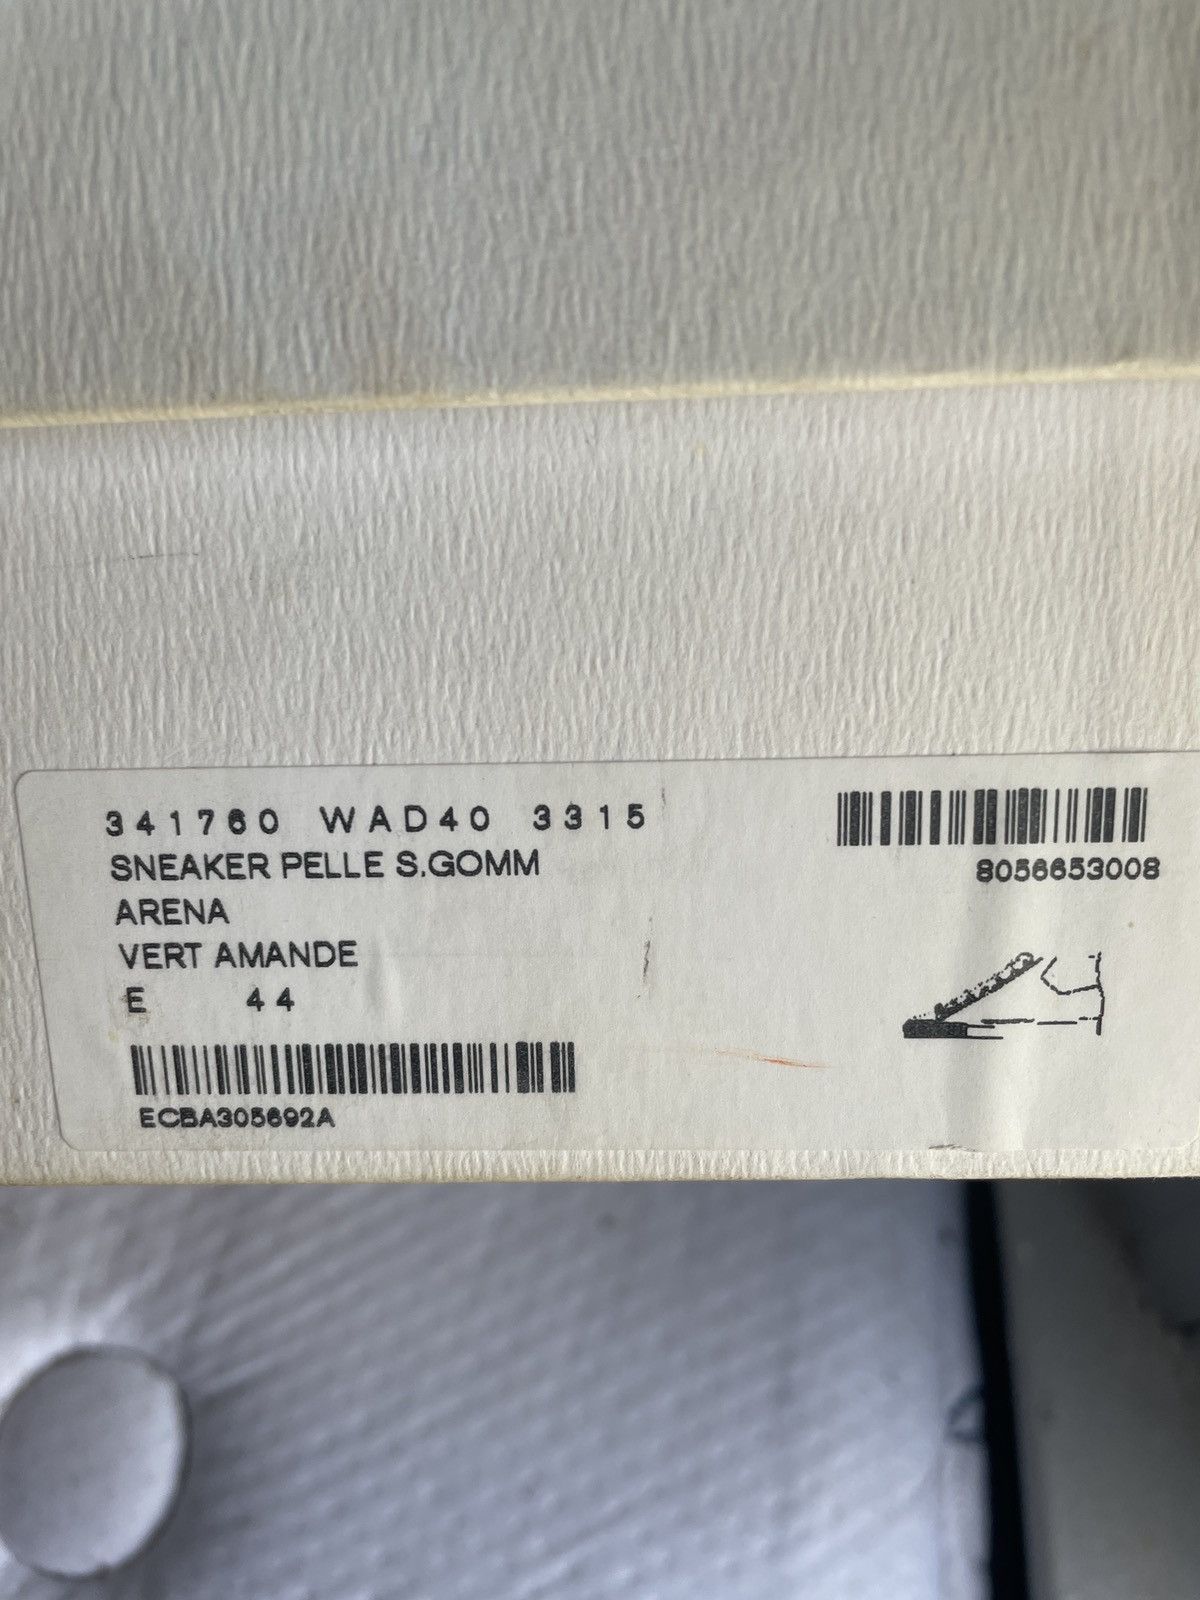 341760 WAD40 3315
SNEAKER PELLE S.GOMM
ARENA
VERT AMANDE
E 44
ECBA305692A
8056653008